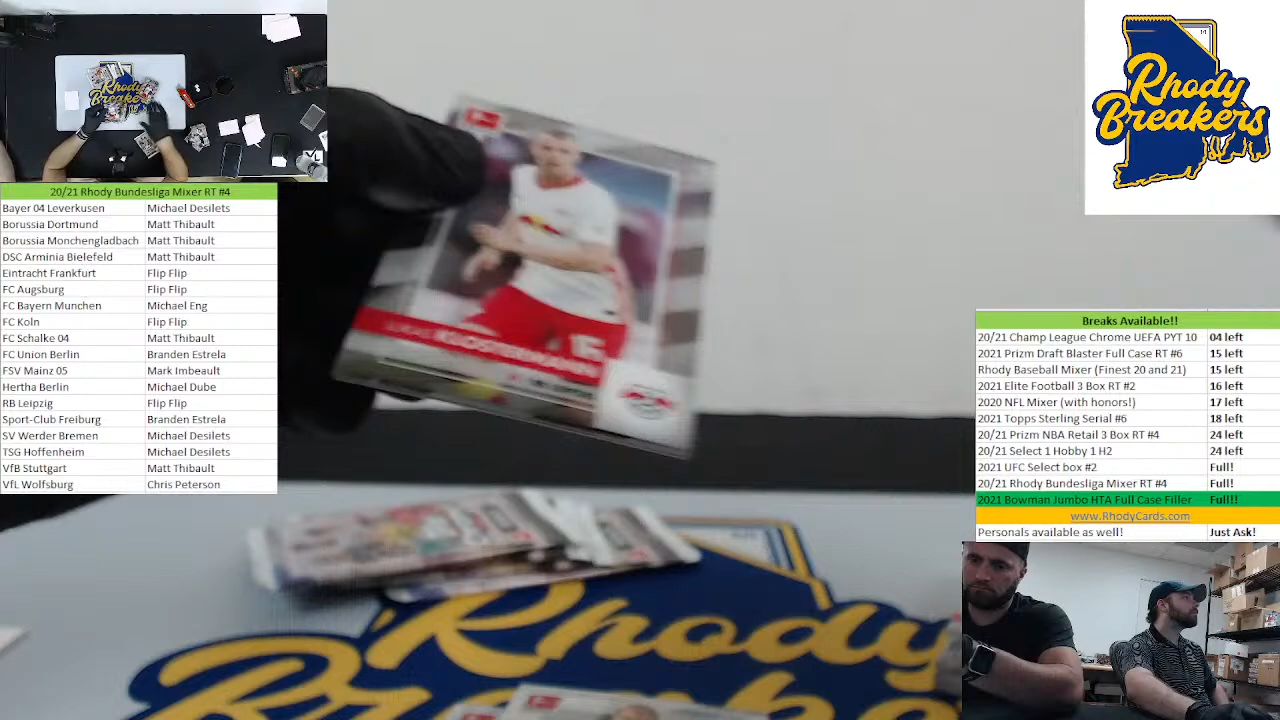 Rhody
Breakers
20/21 Rhody Bundesliga Mixer RT #4
Bayer 04 Leverkusen Michael Desilets
Borussia Dortmund Matt Thibault
Borussia Monchengladbach Matt Thibault
DSC Arminia Bielefeld Matt Thibault
Eintracht Frankfurt Flip Flip
FC Augsburg Flip Flip
FC Bayern Munchen Michael Eng
FC Koln Flip Flip
FC Schalke 04 Matt Thibault
FC Union Berlin Branden Estrela
FSV Mainz 05 Mark Imbeault
Hertha Berlin Michael Dube
RB Leipzig Flip Flip
Sport-Club Freiburg Branden Estrela
SV Werder Bremen Michael Desilets
TSG Hoffenheim Michael Desilets
VfB Stuttgart Matt Thibault
VfL Wolfsburg Chris Peterson
Rhody
Breakers
Breaks Available!!
20/21 Champ League Chrome UEFA PYT 10 04 left
2021 Prizm Draft Blaster Full Case RT #6 15 left
Rhody Baseball Mixer (Finest 20 and 21) 15 left
2021 Elite Football 3 Box RT #2 16 left
2020 NFL Mixer (with honors!) 17 left
2021 Topps Sterling Serial #6 18 left
20/21 Prizm NBA Retail 3 Box RT #4 24 left
20/21 Select 1 Hobby 1 H2 24 left
2021 UFC Select box #2 Full!
20/21 Rhody Bundesliga Mixer RT #4 Full!
2021 Bowman Jumbo HTA Full Case Filler Full!!
www.RhodyCards.com
Personals available as well! Just Ask!
Rhody